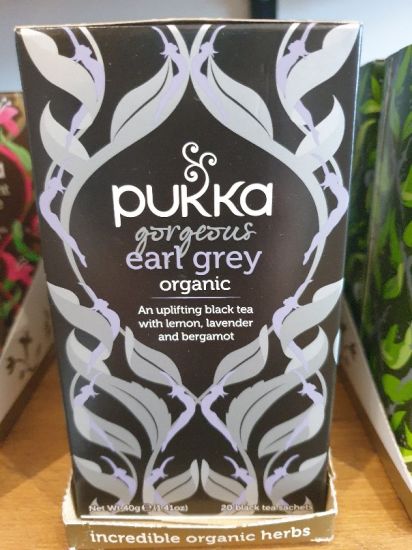 pukka
gorgeous
earl grey
organic
An uplifting black tea
with lemon, lavender
and bergamot
Net Wt 40g ℮ (1.41oz)
20 black tea sachets
incredible organic herbs